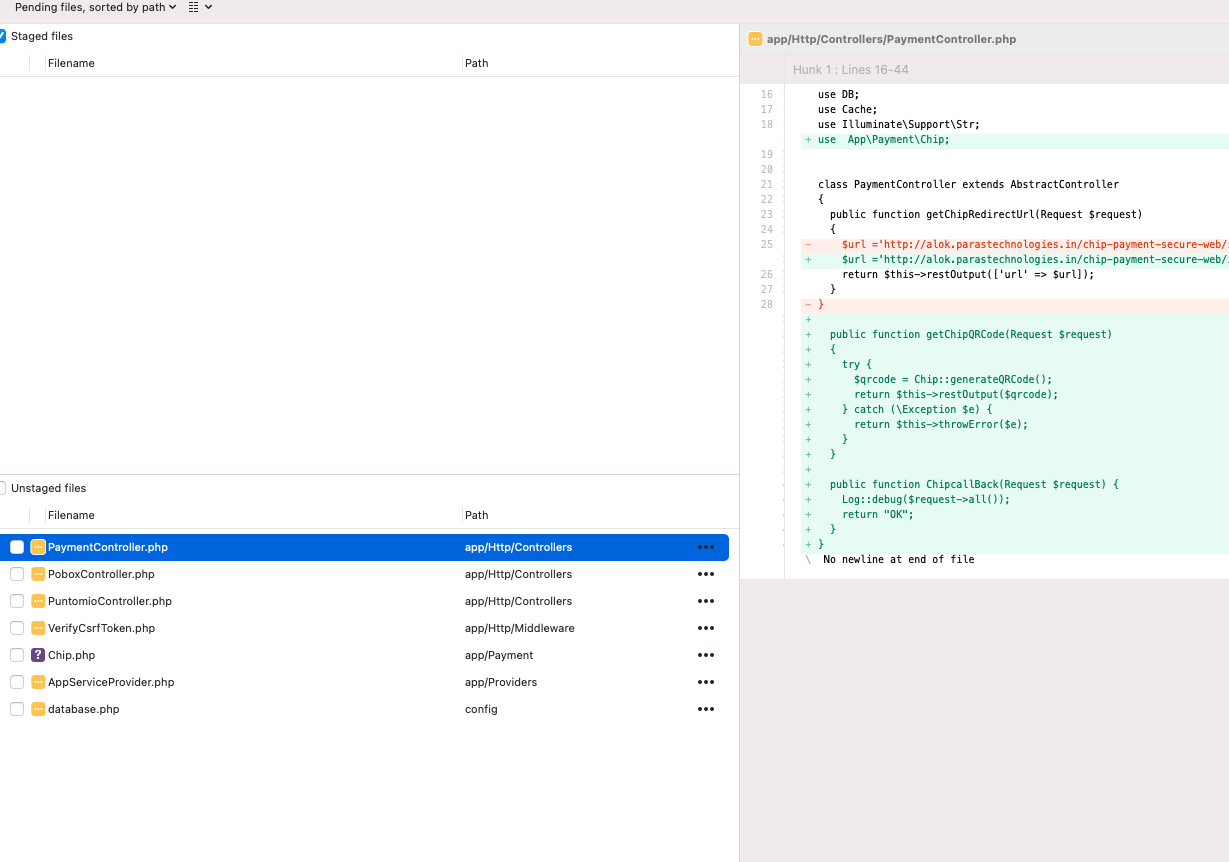 Pending files, sorted by path
Staged files
Filename Path
Unstaged files
Filename Path
PaymentController.php app/Http/Controllers •••
PoboxController.php app/Http/Controllers •••
PuntomioController.php app/Http/Controllers •••
VerifyCsrfToken.php app/Http/Middleware •••
? Chip.php app/Payment •••
AppServiceProvider.php app/Providers •••
database.php config •••
app/Http/Controllers/PaymentController.php
Hunk 1 : Lines 16-44
16 use DB;
17 use Cache;
18 use Illuminate\Support\Str;
+ use  App\Payment\Chip;
19
20
21 class PaymentController extends AbstractController
22 {
23 public function getChipRedirectUrl(Request $request)
24 {
25 - $url ='http://alok.parastechnologies.in/chip-payment-secure-web/
+ $url ='http://alok.parastechnologies.in/chip-payment-secure-web/
26 return $this->restOutput(['url' => $url]);
27 }
28 - }
+
+ public function getChipQRCode(Request $request)
+ {
+ try {
+ $qrcode = Chip::generateQRCode();
+ return $this->restOutput($qrcode);
+ } catch (\Exception $e) {
+ return $this->throwError($e);
+ }
+ }
+
+ public function ChipcallBack(Request $request) {
+ Log::debug($request->all());
+ return "OK";
+ }
+ }
\ No newline at end of file